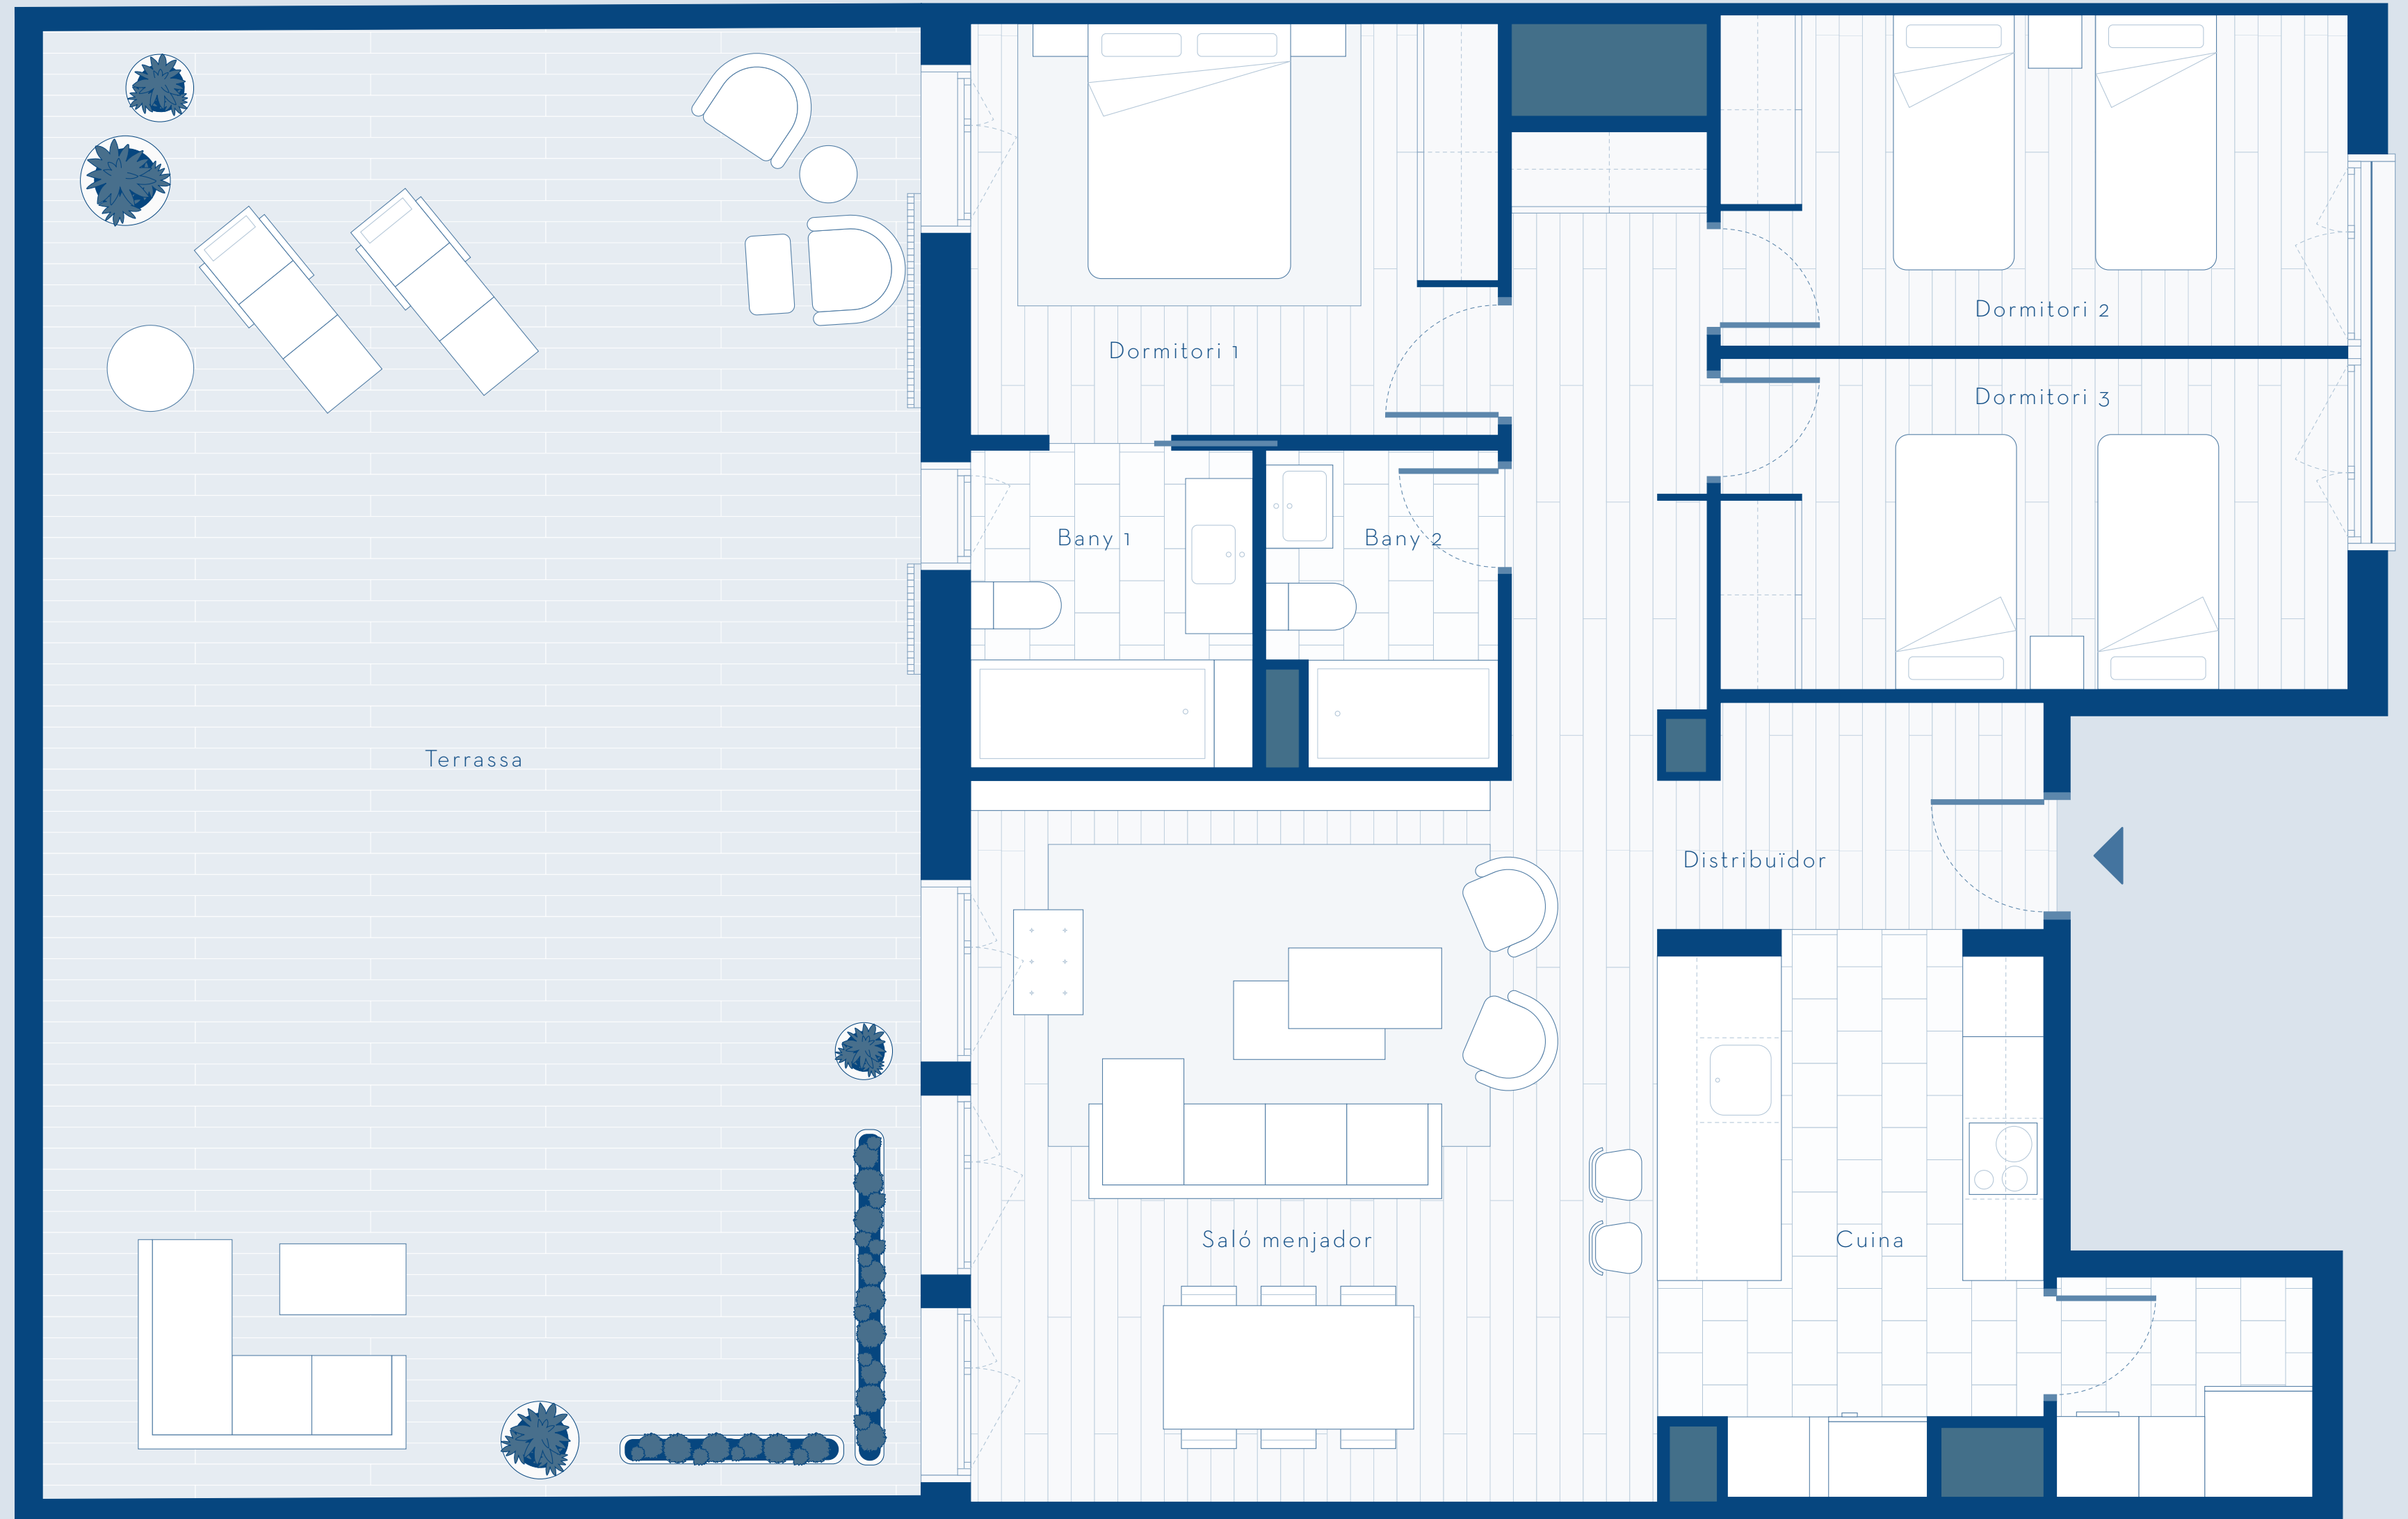 Dormitori 2
Dormitori 1
Dormitori 3
Bany 1
Bany 2
Terrassa
Distribuïdor
Saló menjador
Cuina